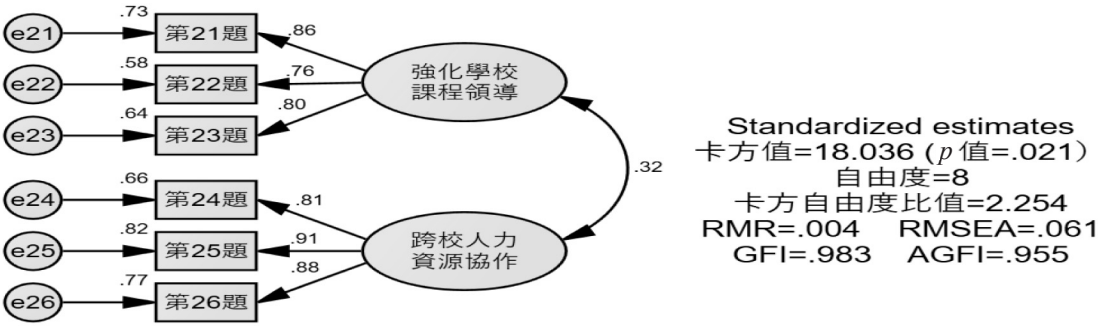 .73
e21
第21題
.86
.58
e22
第22題
.76
.64
e23
第23題
.80
強化學校
課程領導
.32
.66
e24
第24題
.81
.82
e25
第25題
.91
.77
e26
第26題
.88
跨校人力
資源協作
Standardized estimates
卡方值=18.036 (p值=.021）
自由度=8
卡方自由度比值=2.254
RMR=.004 RMSEA=.061
GFI=.983 AGFI=.955